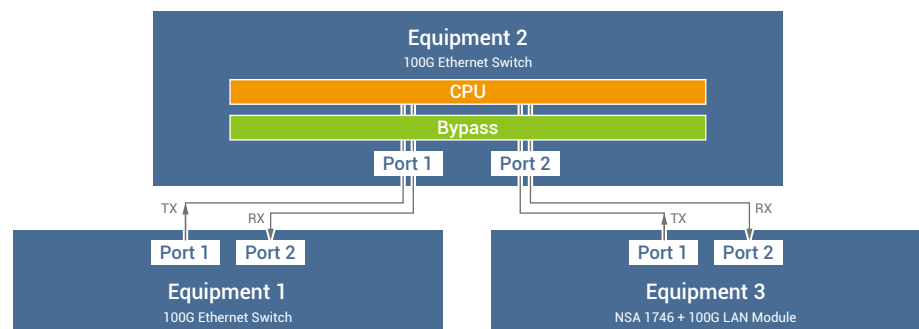 Equipment 2
100G Ethernet Switch
CPU
Bypass
Port 1 Port 2
TX RX TX RX
Port 1 Port 2 Port 1 Port 2
Equipment 1 Equipment 3
100G Ethernet Switch NSA 1746 + 100G LAN Module